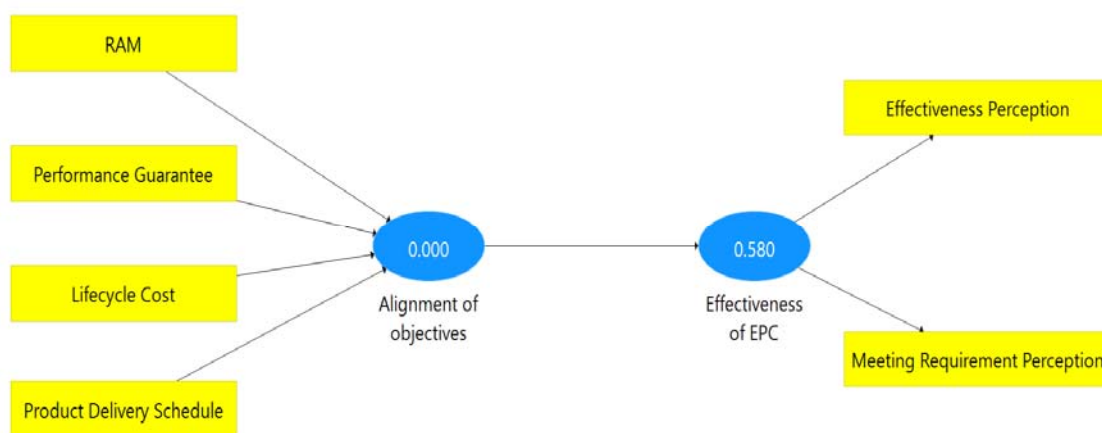 RAM
Performance Guarantee
Lifecycle Cost
Product Delivery Schedule
0.000
Alignment of
objectives
0.580
Effectiveness
of EPC
Effectiveness Perception
Meeting Requirement Perception